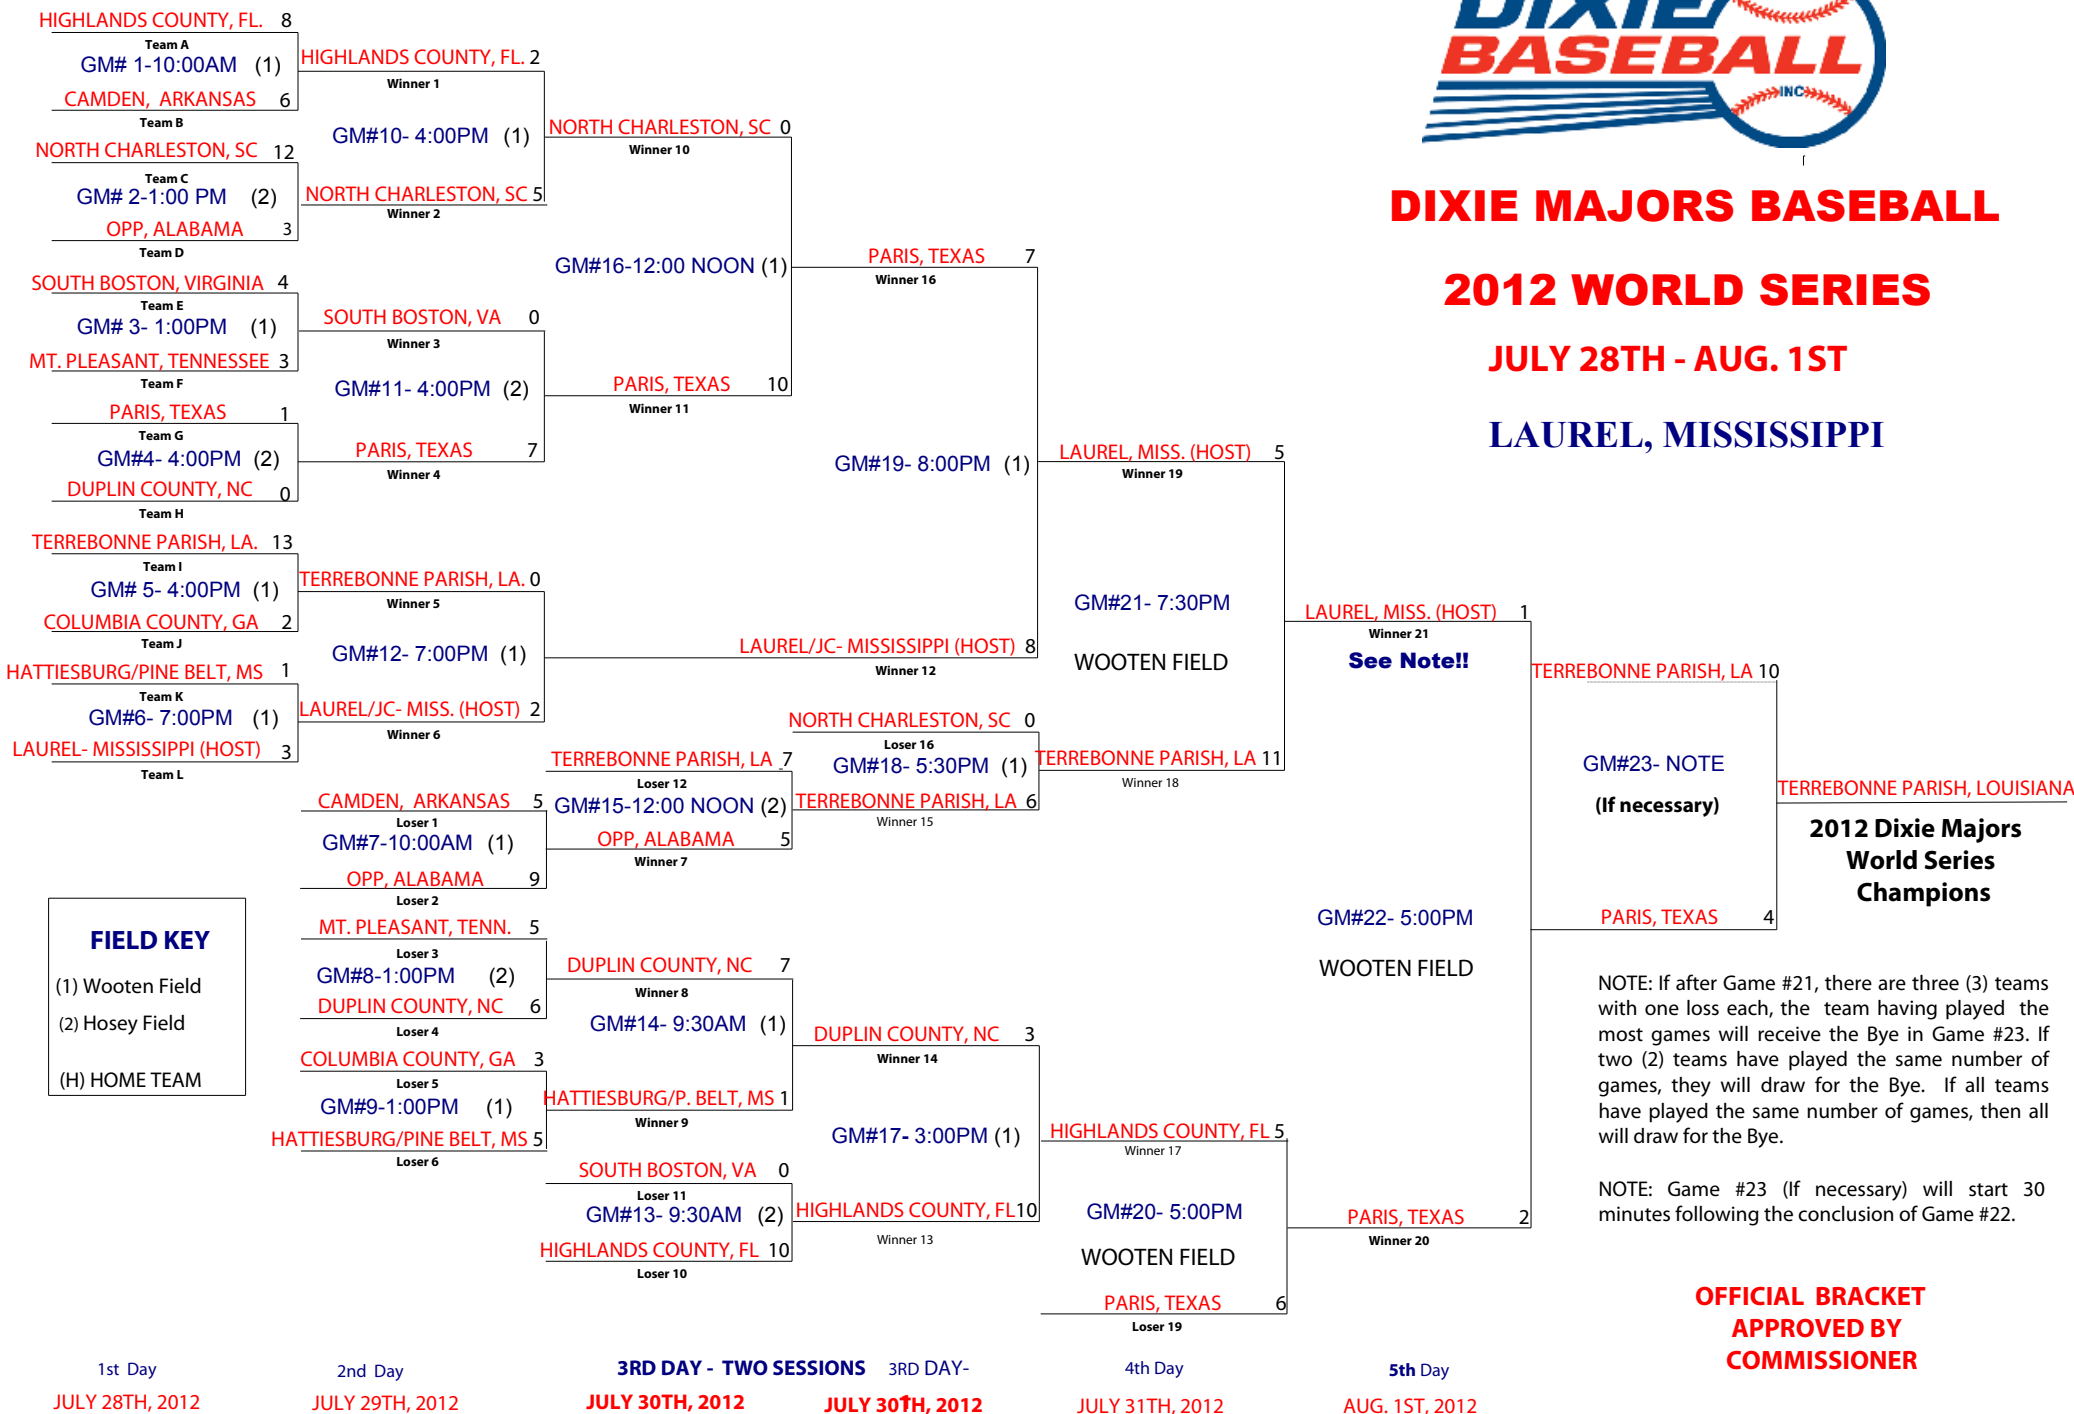 HIGHLANDS COUNTY, FL. 8
Team A
GM# 1-10:00AM (1)
CAMDEN, ARKANSAS 6
Team B
NORTH CHARLESTON, SC 12
Team C
GM# 2-1:00 PM (2)
OPP, ALABAMA 3
Team D
SOUTH BOSTON, VIRGINIA 4
Team E
GM# 3- 1:00PM (1)
MT. PLEASANT, TENNESSEE 3
Team F
PARIS, TEXAS 1
Team G
GM#4- 4:00PM (2)
DUPLIN COUNTY, NC 0
Team H
TERREBONNE PARISH, LA. 13
Team I
GM# 5- 4:00PM (1)
COLUMBIA COUNTY, GA 2
Team J
HATTIESBURG/PINE BELT, MS 1
Team K
GM#6- 7:00PM (1)
LAUREL- MISSISSIPPI (HOST) 3
Team L
FIELD KEY
(1) Wooten Field
(2) Hosey Field
(H) HOME TEAM
HIGHLANDS COUNTY, FL. 2
Winner 1
GM#10- 4:00PM (1)
NORTH CHARLESTON, SC 5
Winner 2
SOUTH BOSTON, VA 0
Winner 3
GM#11- 4:00PM (2)
PARIS, TEXAS 7
Winner 4
TERREBONNE PARISH, LA. 0
Winner 5
GM#12- 7:00PM (1)
LAUREL/JC- MISS. (HOST) 2
Winner 6
CAMDEN, ARKANSAS 5
Loser 1
GM#7-10:00AM (1)
OPP, ALABAMA 9
Loser 2
MT. PLEASANT, TENN. 5
Loser 3
GM#8-1:00PM (2)
DUPLIN COUNTY, NC 6
Loser 4
COLUMBIA COUNTY, GA 3
Loser 5
GM#9-1:00PM (1)
HATTIESBURG/PINE BELT, MS 5
Loser 6
NORTH CHARLESTON, SC 0
Winner 10
GM#16-12:00 NOON (1)
PARIS, TEXAS 10
Winner 11
TERREBONNE PARISH, LA 7
Loser 12
GM#15-12:00 NOON (2)
OPP, ALABAMA 5
Winner 7
DUPLIN COUNTY, NC 7
Winner 8
GM#14- 9:30AM (1)
HATTIESBURG/P. BELT, MS 1
Winner 9
SOUTH BOSTON, VA 0
Loser 11
GM#13- 9:30AM (2)
HIGHLANDS COUNTY, FL 10
Loser 10
PARIS, TEXAS 7
Winner 16
GM#19- 8:00PM (1)
LAUREL/JC- MISSISSIPPI (HOST) 8
Winner 12
NORTH CHARLESTON, SC 0
Loser 16
GM#18- 5:30PM (1)
TERREBONNE PARISH, LA 6
Winner 15
DUPLIN COUNTY, NC 3
Winner 14
GM#17- 3:00PM (1)
HIGHLANDS COUNTY, FL 10
Winner 13
LAUREL, MISS. (HOST) 5
Winner 19
GM#21- 7:30PM
WOOTEN FIELD
TERREBONNE PARISH, LA 11
Winner 18
HIGHLANDS COUNTY, FL 5
Winner 17
GM#20- 5:00PM
WOOTEN FIELD
PARIS, TEXAS 6
Loser 19
LAUREL, MISS. (HOST) 1
Winner 21
See Note!!
GM#22- 5:00PM
WOOTEN FIELD
PARIS, TEXAS 2
Winner 20
TERREBONNE PARISH, LA 10
GM#23- NOTE
(If necessary)
PARIS, TEXAS 4
TERREBONNE PARISH, LOUISIANA
2012 Dixie Majors
World Series
Champions
DIXIE
BASEBALL
INC
DIXIE MAJORS BASEBALL
2012 WORLD SERIES
JULY 28TH - AUG. 1ST
LAUREL, MISSISSIPPI
NOTE: If after Game #21, there are three (3) teams
with one loss each, the team having played the
most games will receive the Bye in Game #23. If
two (2) teams have played the same number of
games, they will draw for the Bye. If all teams
have played the same number of games, then all
will draw for the Bye.
NOTE: Game #23 (If necessary) will start 30
minutes following the conclusion of Game #22.
OFFICIAL BRACKET
APPROVED BY
COMMISSIONER
1st Day
JULY 28TH, 2012
2nd Day
JULY 29TH, 2012
3RD DAY - TWO SESSIONS
JULY 30TH, 2012
3RD DAY-
JULY 30TH, 2012
4th Day
JULY 31TH, 2012
5th Day
AUG. 1ST, 2012